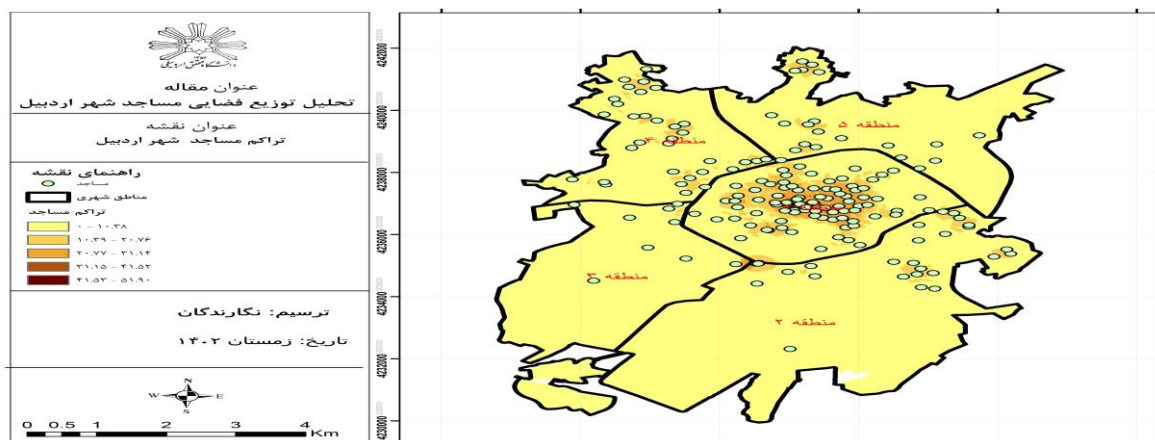 دانشگاه محقق اردبیلی
عنوان مقاله
تحلیل توزیع فضایی مساجد شهر اردبیل
عنوان نقشه
تراکم مساجد شهر اردبیل
راهنمای نقشه
مساجد
مناطق شهری
تراکم مساجد
۰ - ۱۰.۳۸
۱۰.۳۹ - ۲۰.۷۶
۲۰.۷۷ - ۳۱.۱۴
۳۱.۱۵ - ۴۱.۵۲
۴۱.۵۳ - ۵۱.۹۰
ترسیم: نگارندگان
تاریخ: زمستان ۱۴۰۲
N
W E
S
0 0.5 1 2 3 4
Km
4242000
4240000
4238000
4236000
4234000
4232000
4230000
منطقه ۵
منطقه ۴
منطقه ۳
منطقه ۲